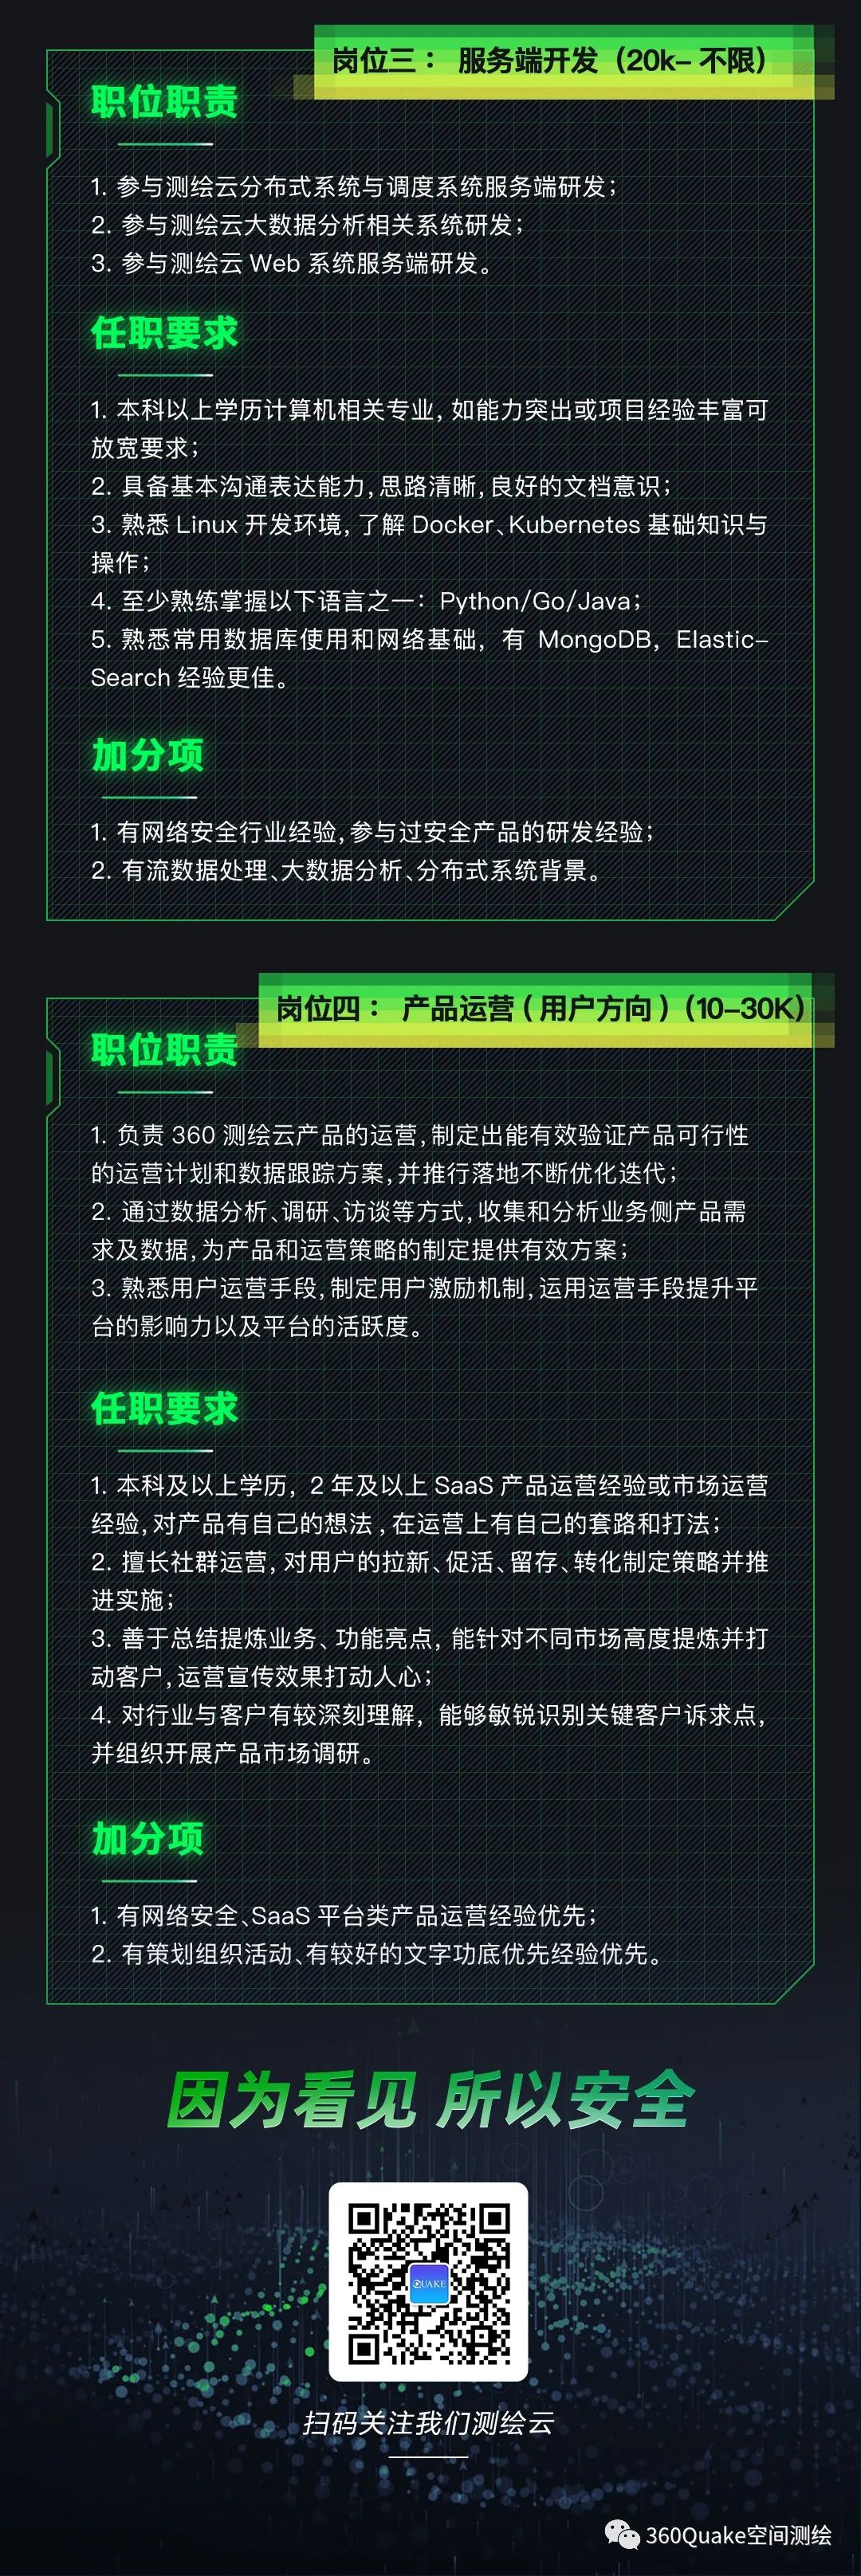 岗位三： 服务端开发（20k- 不限）
职位职责
1. 参与测绘云分布式系统与调度系统服务端研发；
2. 参与测绘云大数据分析相关系统研发；
3. 参与测绘云 Web 系统服务端研发。
任职要求
1. 本科以上学历计算机相关专业，如能力突出或项目经验丰富可
放宽要求；
2. 具备基本沟通表达能力，思路清晰，良好的文档意识；
3. 熟悉 Linux 开发环境，了解 Docker、Kubernetes 基础知识与
操作；
4. 至少熟练掌握以下语言之一：Python/Go/Java；
5. 熟悉常用数据库使用和网络基础，有 MongoDB，Elastic-
Search 经验更佳。
加分项
1. 有网络安全行业经验，参与过安全产品的研发经验；
2. 有流数据处理、大数据分析、分布式系统背景。
岗位四： 产品运营（用户方向）（10-30K）
职位职责
1. 负责 360 测绘云产品的运营，制定出能有效验证产品可行性
的运营计划和数据跟踪方案，并推行落地不断优化迭代；
2. 通过数据分析、调研、访谈等方式，收集和分析业务侧产品需
求及数据，为产品和运营策略的制定提供有效方案；
3. 熟悉用户运营手段，制定用户激励机制，运用运营手段提升平
台的影响力以及平台的活跃度。
任职要求
1. 本科及以上学历，2 年及以上 SaaS 产品运营经验或市场运营
经验，对产品有自己的想法，在运营上有自己的套路和打法；
2. 擅长社群运营，对用户的拉新、促活、留存、转化制定策略并推
进实施；
3. 善于总结提炼业务、功能亮点，能针对不同市场高度提炼并打
动客户，运营宣传效果打动人心；
4. 对行业与客户有较深刻理解，能够敏锐识别关键客户诉求点，
并组织开展产品市场调研。
加分项
1. 有网络安全、SaaS 平台类产品运营经验优先；
2. 有策划组织活动、有较好的文字功底优先经验优先。
因为看见 所以安全
QUAKE
扫码关注我们测绘云
360Quake空间测绘